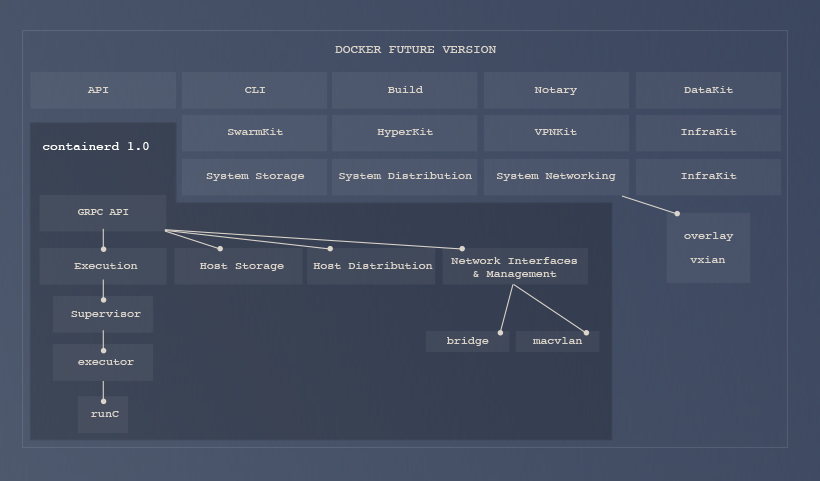 DOCKER FUTURE VERSION
API
CLI
Build
Notary
DataKit
SwarmKit
HyperKit
VPNKit
InfraKit
containerd 1.0
System Storage
System Distribution
System Networking
InfraKit
GRPC API
overlay
vxian
Execution
Host Storage
Host Distribution
Network Interfaces
& Management
Supervisor
bridge
macvlan
executor
runC